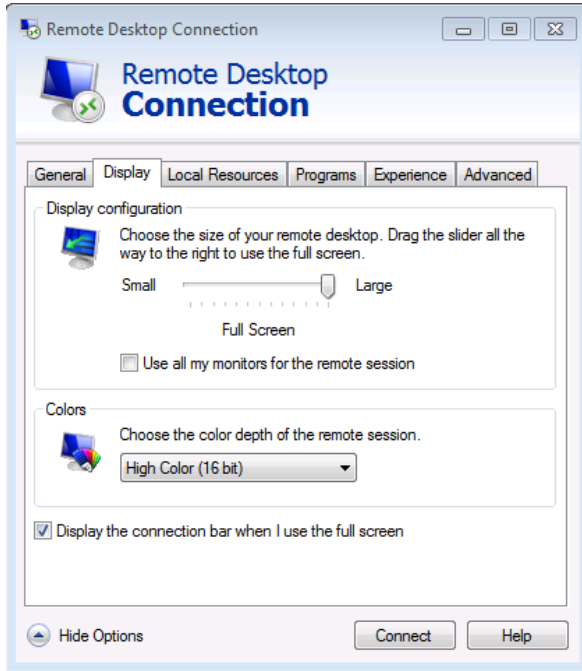 Remote Desktop Connection
Remote Desktop
Connection
General Display Local Resources Programs Experience Advanced
Display configuration
Choose the size of your remote desktop. Drag the slider all the
way to the right to use the full screen.
Small Large
Full Screen
Use all my monitors for the remote session
Colors
Choose the color depth of the remote session.
High Color (16 bit)
Display the connection bar when I use the full screen
Hide Options Connect Help